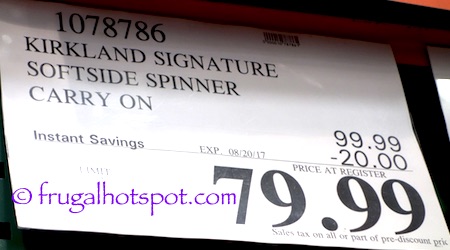 1078786
KIRKLAND SIGNATURE
SOFTSIDE SPINNER
CARRY ON
Instant Savings
99.99
EXP. 08/20/17
-20.00
LIMIT
PRICE AT REGISTER
79.99
© frugalhotspot.com
Sales tax on all or part of pre-discount pric